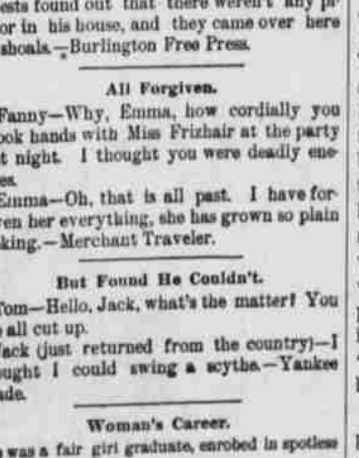 ests found out that there weren't any pi-
or in his house, and they came over here
shoals.—Burlington Free Press.
All Forgiven.
Fanny—Why, Emma, how cordially you
ook hands with Miss Frizhair at the party
t night. I thought you were deadly ene-
es.
Emma—Oh, that is all past. I have for-
en her everything, she has grown so plain
king.—Merchant Traveler.
But Found He Couldn't.
Tom—Hello, Jack, what's the matter? You
all cut up.
Jack (just returned from the country)—I
ought I could swing a scythe.—Yankee
ade.
Woman's Career.
was a fair girl graduate, enrobed in spotless